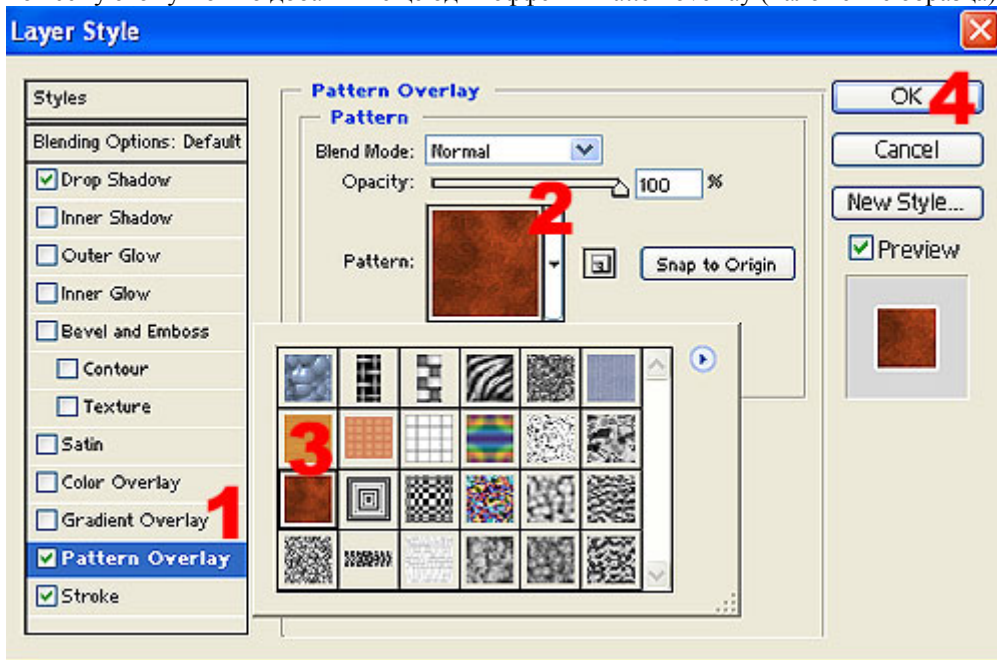 Layer Style
Styles
Blending Options: Default
Drop Shadow
Inner Shadow
Outer Glow
Inner Glow
Bevel and Emboss
Contour
Texture
Satin
Color Overlay
Gradient Overlay
1
Pattern Overlay
Stroke
Pattern Overlay
Pattern
Blend Mode: Normal
Opacity: 100 %
2
Pattern:
Snap to Origin
3
OK
4
Cancel
New Style...
Preview